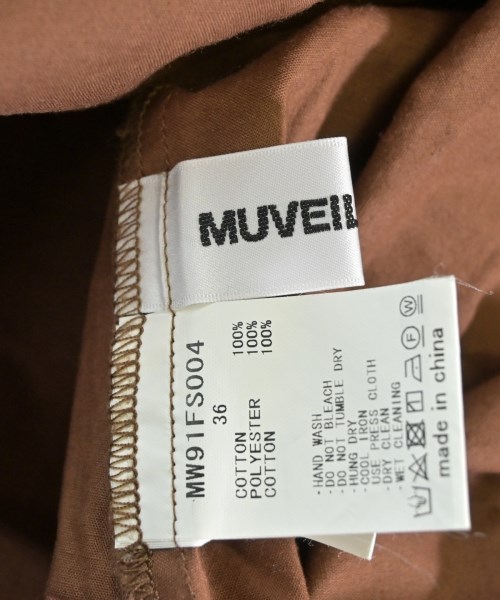 MUVEIL
MW91FS004
36
COTTON 100%
POLYESTER 100%
COTTON 100%
·HAND WASH
·DO NOT BLEACH
·DO NOT TUMBLE DRY
·HUNG DRY
·COOL IRON
USE PRESS CLOTH
·DRY CLEAN
·WET CLEANING
F W
made in china